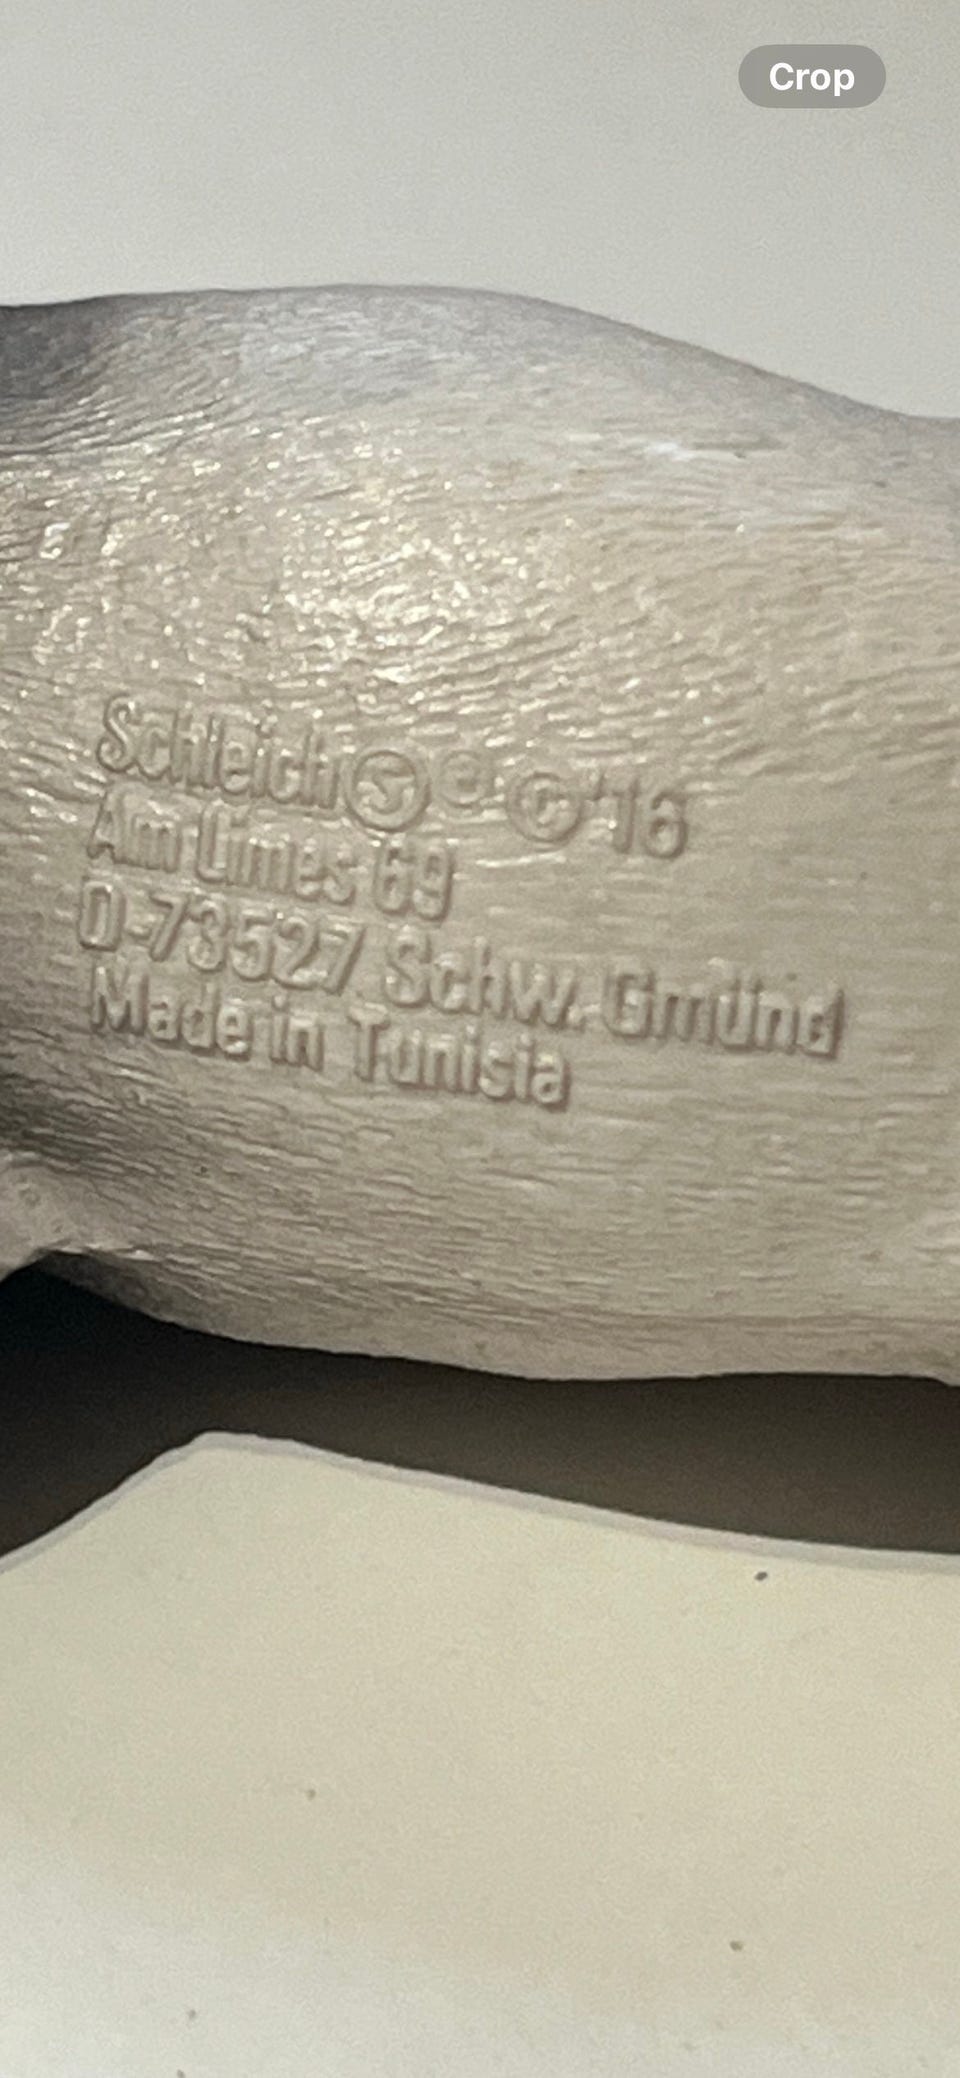 Crop
Schleich Ⓢ ® © '16
Am Limes 69
D-73527 Schw. Gmünd
Made in Tunisia